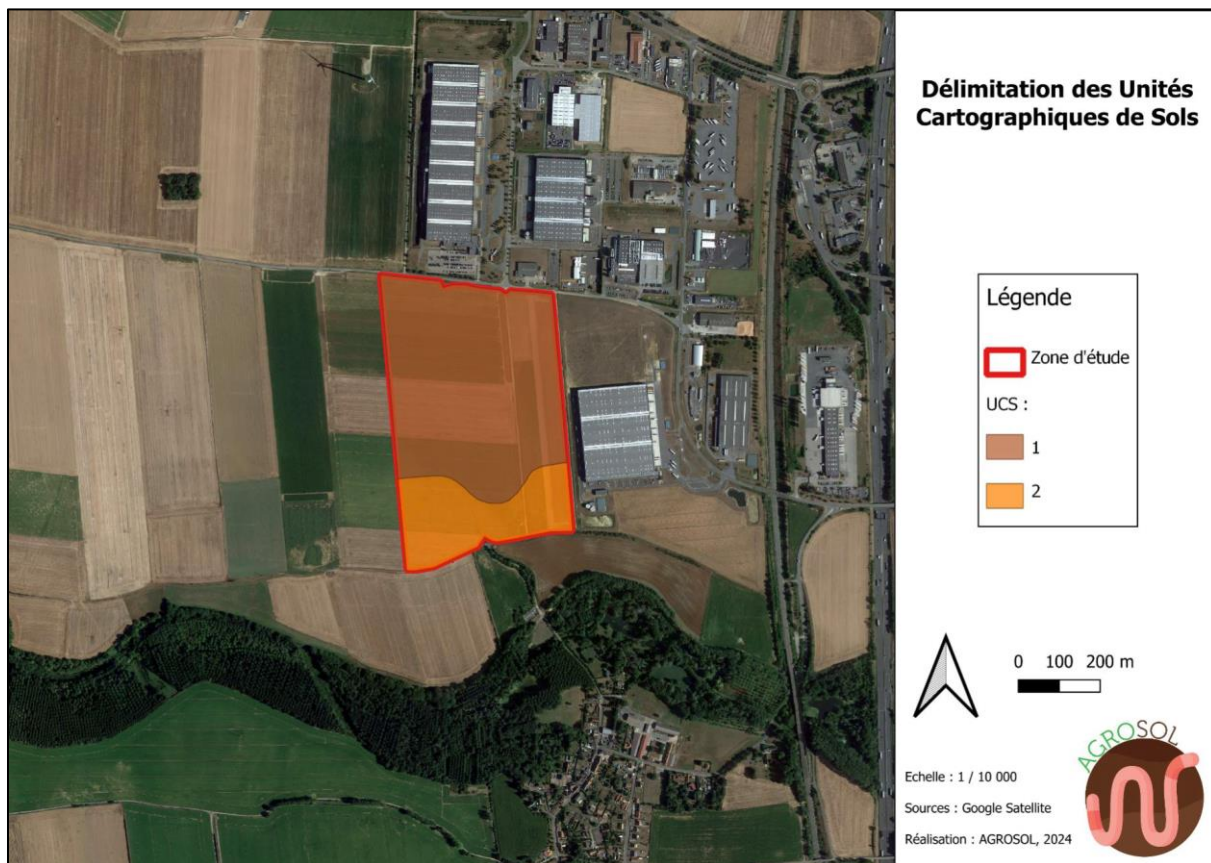 Délimitation des Unités
Cartographiques de Sols
Légende
Zone d'étude
UCS :
1
2
0 100 200 m
Echelle : 1 / 10 000
Sources : Google Satellite
Réalisation : AGROSOL, 2024
AGROSOL